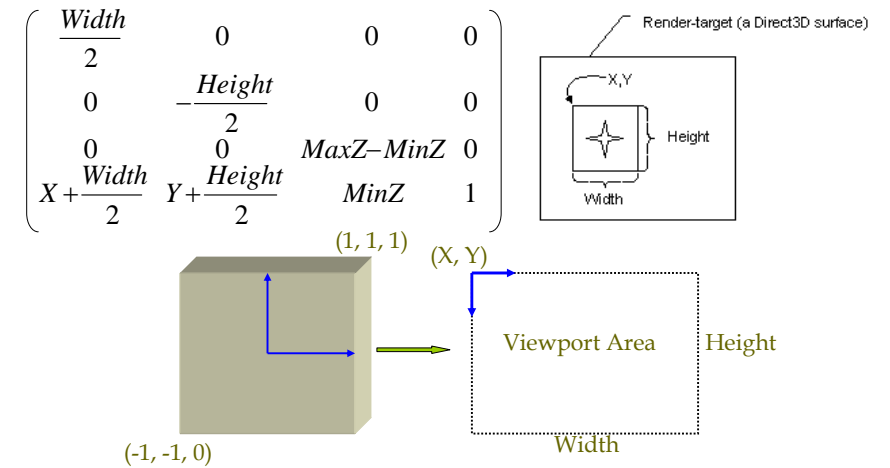 Width/2 0 0 0
0 -Height/2 0 0
0 0 MaxZ-MinZ 0
X+Width/2 Y+Height/2 MinZ 1
Render-target (a Direct3D surface)
X,Y
Height
Width
(1, 1, 1)
(X, Y)
Viewport Area
Height
Width
(-1, -1, 0)